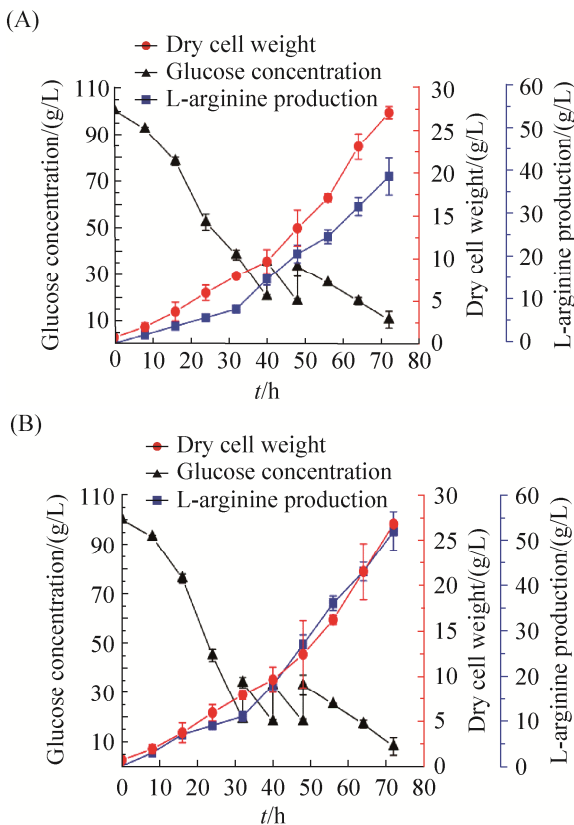 (A)
Dry cell weight
Glucose concentration
L-arginine production
Glucose concentration/(g/L)
110
90
70
50
30
10
30
25
20
15
10
5
0
Dry cell weight/(g/L)
60
50
40
30
20
10
0
L-arginine production/(g/L)
0 10 20 30 40 50 60 70 80
t/h
(B)
Dry cell weight
Glucose concentration
L-arginine production
Glucose concentration/(g/L)
110
90
70
50
30
10
30
25
20
15
10
5
0
Dry cell weight/(g/L)
60
50
40
30
20
10
0
L-arginine production/(g/L)
0 10 20 30 40 50 60 70 80
t/h